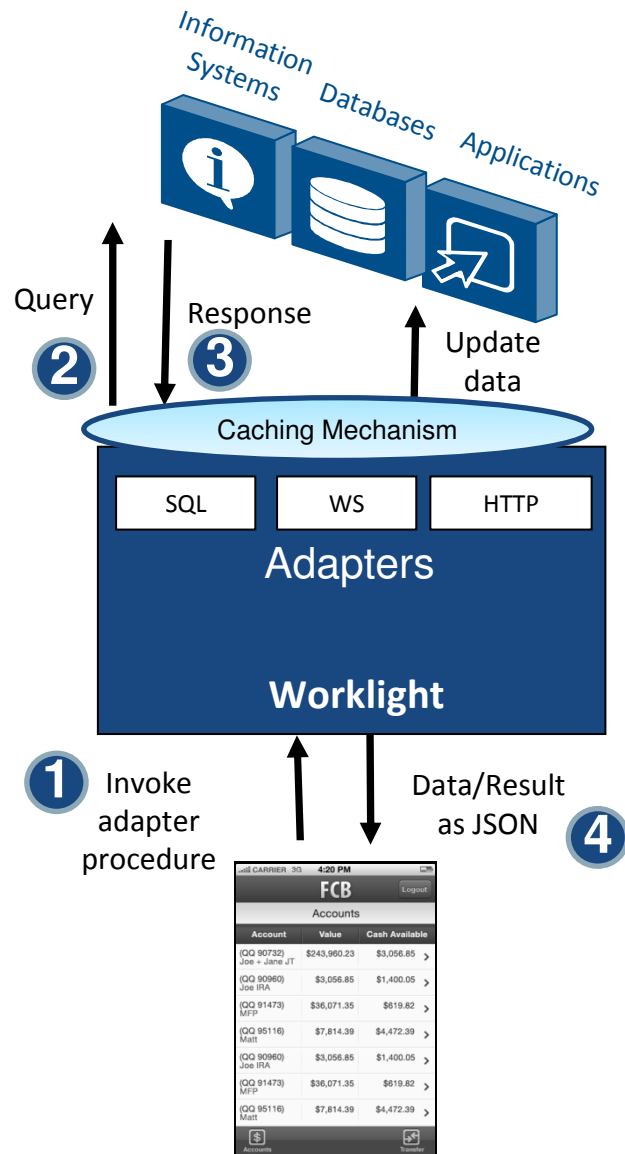 Information
Systems
Databases
Applications
Query
2
Response
3
Update
data
Caching Mechanism
SQL
WS
HTTP
Adapters
Worklight
1
Invoke
adapter
procedure
Data/Result
as JSON
4
CARRIER 3G 4:20 PM
FCB
Logout
Accounts
Account Value Cash Available
(QQ 90732) $243,960.23 $3,056.85
Joe + Jane JT
(QQ 90960) $3,056.85 $1,400.05
Joe IRA
(QQ 91473) $36,071.35 $619.82
MFP
(QQ 95116) $7,814.39 $4,472.39
Matt
(QQ 90960) $3,056.85 $1,400.05
Joe IRA
(QQ 91473) $36,071.35 $619.82
MFP
(QQ 95116) $7,814.39 $4,472.39
Matt
$
Accounts Transfer